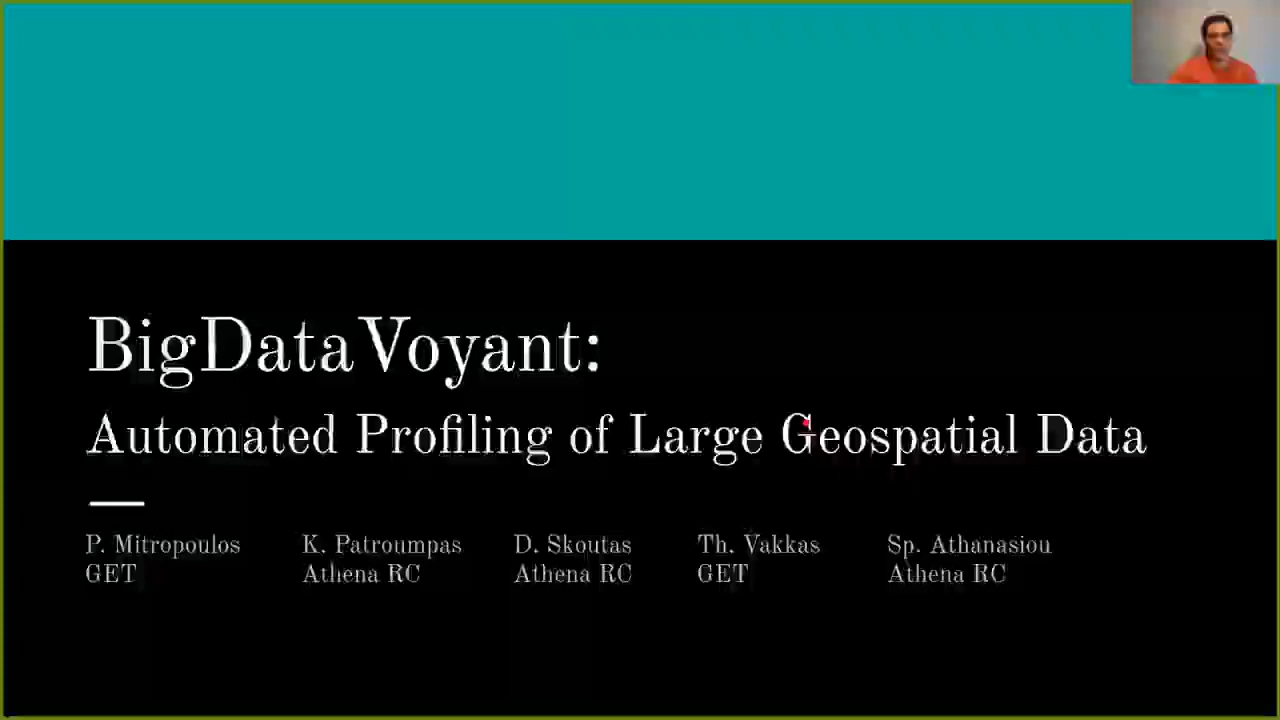 BigDataVoyant:
Automated Profiling of Large Geospatial Data
P. Mitropoulos K. Patroumpas D. Skoutas Th. Vakkas Sp. Athanasiou
GET Athena RC Athena RC GET Athena RC